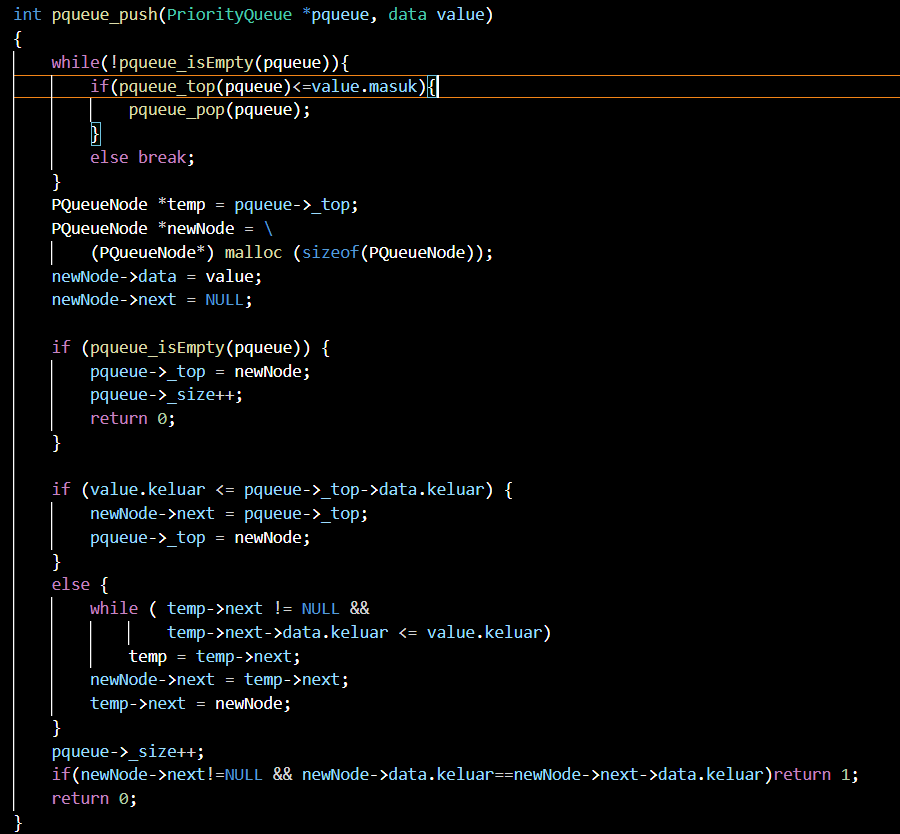 int pqueue_push(PriorityQueue *pqueue, data value)
{
    while(!pqueue_isEmpty(pqueue)){
        if(pqueue_top(pqueue)<=value.masuk){
            pqueue_pop(pqueue);
        }
        else break;
    }
    PQueueNode *temp = pqueue->_top;
    PQueueNode *newNode = \
        (PQueueNode*) malloc (sizeof(PQueueNode));
    newNode->data = value;
    newNode->next = NULL;

    if (pqueue_isEmpty(pqueue)) {
        pqueue->_top = newNode;
        pqueue->_size++;
        return 0;
    }

    if (value.keluar <= pqueue->_top->data.keluar) {
        newNode->next = pqueue->_top;
        pqueue->_top = newNode;
    }
    else {
        while ( temp->next != NULL &&
                temp->next->data.keluar <= value.keluar)
            temp = temp->next;
        newNode->next = temp->next;
        temp->next = newNode;
    }
    pqueue->_size++;
    if(newNode->next!=NULL && newNode->data.keluar==newNode->next->data.keluar)return 1;
    return 0;
}